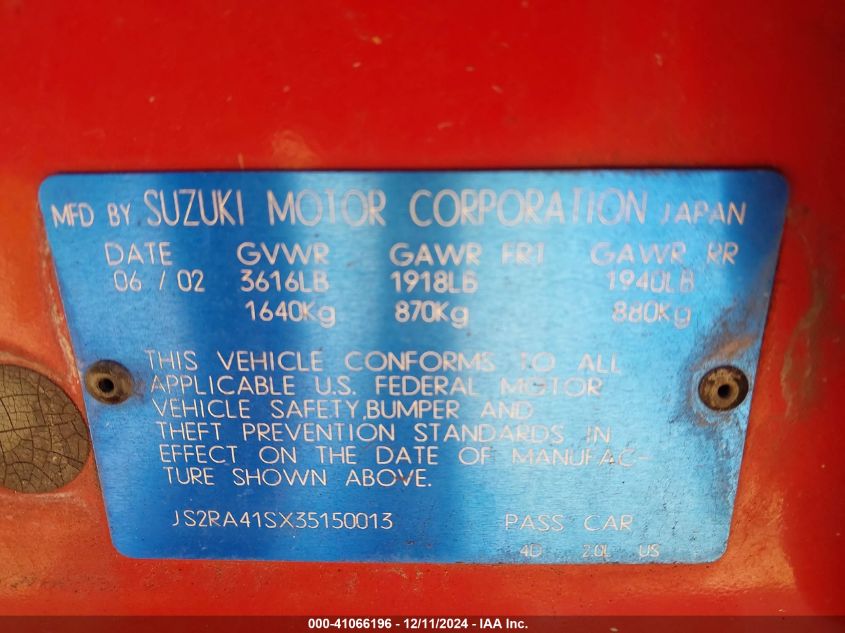 MFD BY SUZUKI MOTOR CORPORATION JAPAN
DATE GVWR GAWR FRT GAWR RR
06 / 02 3616LB 1918LB 1940LB
1640Kg 870Kg 880Kg
THIS VEHICLE CONFORMS TO ALL
APPLICABLE U.S. FEDERAL MOTOR
VEHICLE SAFETY,BUMPER AND
THEFT PREVENTION STANDARDS IN
EFFECT ON THE DATE OF MANUFAC-
TURE SHOWN ABOVE.
JS2RA41SX35150013 PASS CAR
4D 2.0L US
000-41066196 - 12/11/2024 - IAA Inc.